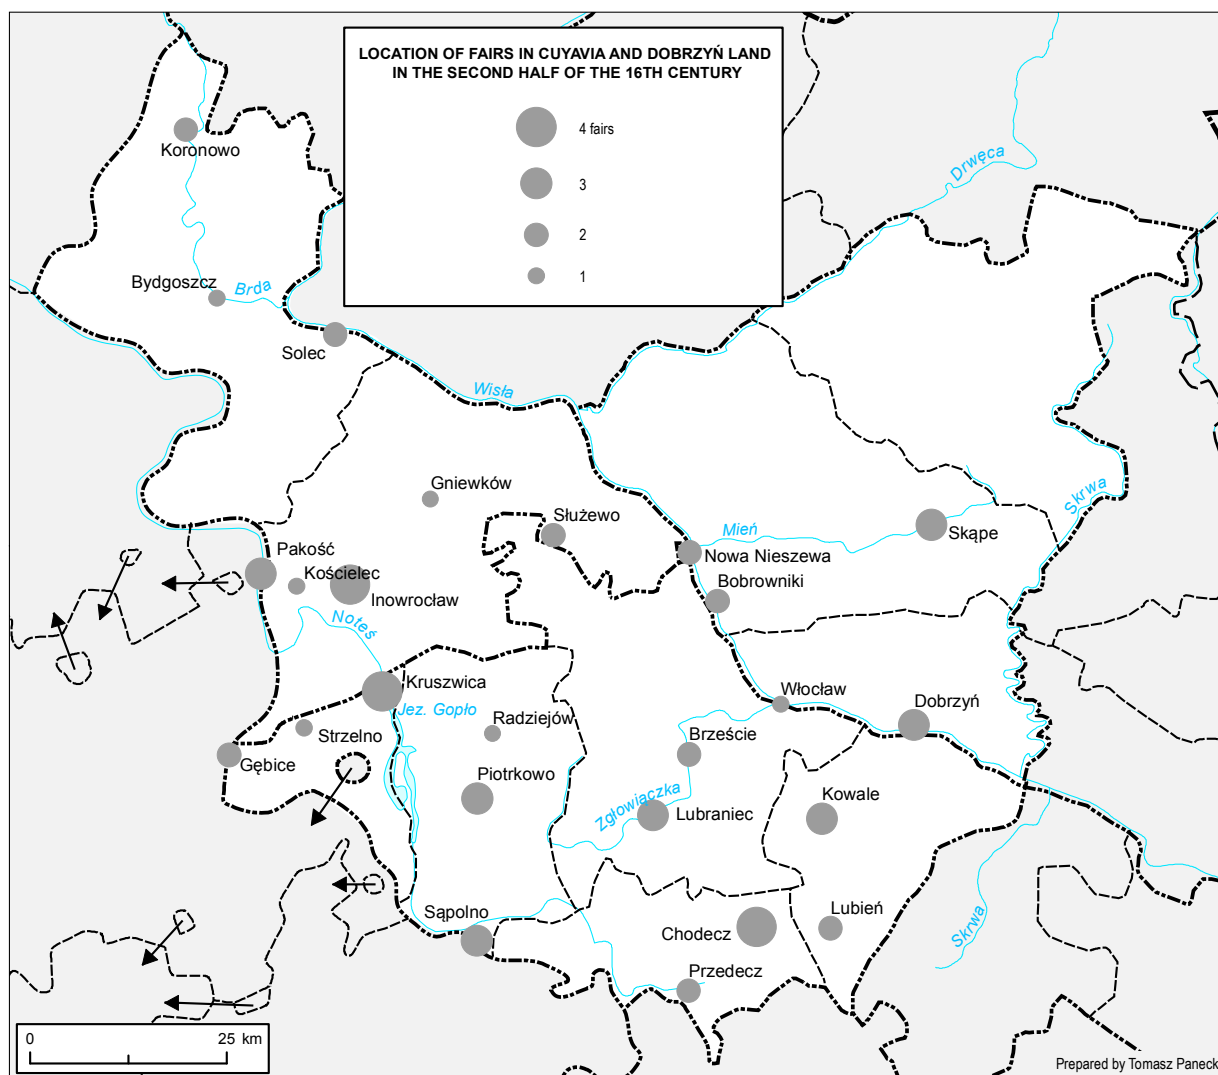 LOCATION OF FAIRS IN CUYAVIA AND DOBRZYŃ LAND
IN THE SECOND HALF OF THE 16TH CENTURY
4 fairs
3
2
1
Koronowo
Drwęca
Bydgoszcz
Brda
Solec
Wisła
Gniewków
Służewo
Mień
Skąpe
Skrwa
Pakość
Kościelec
Inowrocław
Nowa Nieszewa
Bobrowniki
Noteś
Kruszwica
Jez. Gopło
Radziejów
Włocław
Dobrzyń
Strzelno
Gębice
Brzeście
Piotrkowo
Zgłowiączka
Lubraniec
Kowale
Sąpolno
Chodecz
Lubień
Skrwa
Przedecz
0 25 km
Prepared by Tomasz Panecki